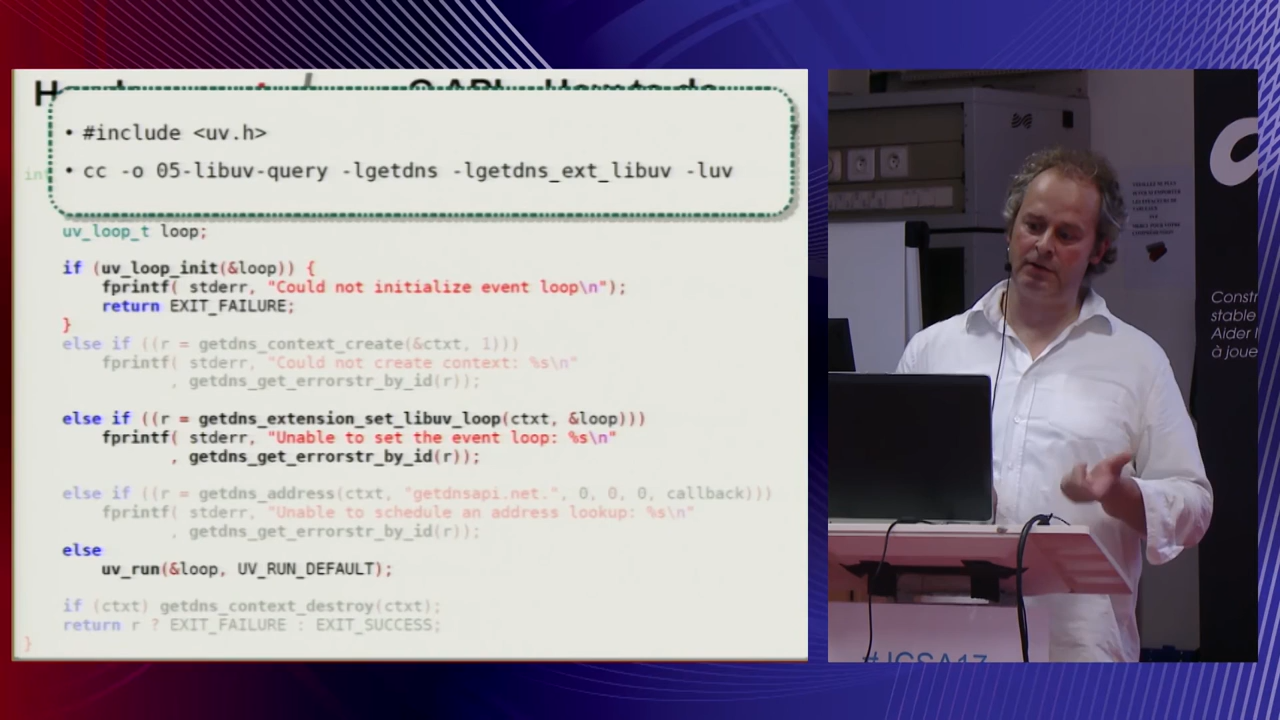 • #include <uv.h>
• cc -o 05-libuv-query -lgetdns -lgetdns_ext_libuv -luv
int
uv_loop_t loop;
if (uv_loop_init(&loop)) {
fprintf( stderr, "Could not initialize event loop\n");
return EXIT_FAILURE;
}
else if ((r = getdns_context_create(&ctxt, 1)))
fprintf( stderr, "Could not create context: %s\n"
, getdns_get_errorstr_by_id(r));
else if ((r = getdns_extension_set_libuv_loop(ctxt, &loop)))
fprintf( stderr, "Unable to set the event loop: %s\n"
, getdns_get_errorstr_by_id(r));
else if ((r = getdns_address(ctxt, "getdnsapi.net.", 0, 0, 0, callback)))
fprintf( stderr, "Unable to schedule an address lookup: %s\n"
, getdns_get_errorstr_by_id(r));
else
uv_run(&loop, UV_RUN_DEFAULT);
if (ctxt) getdns_context_destroy(ctxt);
return r ? EXIT_FAILURE : EXIT_SUCCESS;
}
Constr
stable
Aider l
à joue
#JCSA17